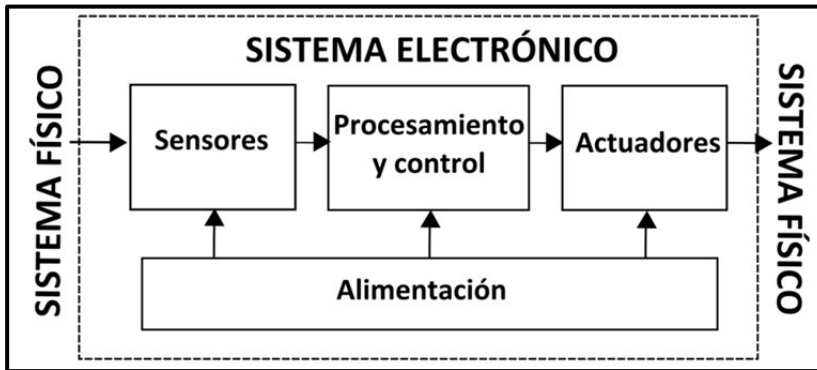 SISTEMA ELECTRÓNICO
SISTEMA FÍSICO
Sensores
Procesamiento
y control
Actuadores
SISTEMA FÍSICO
Alimentación